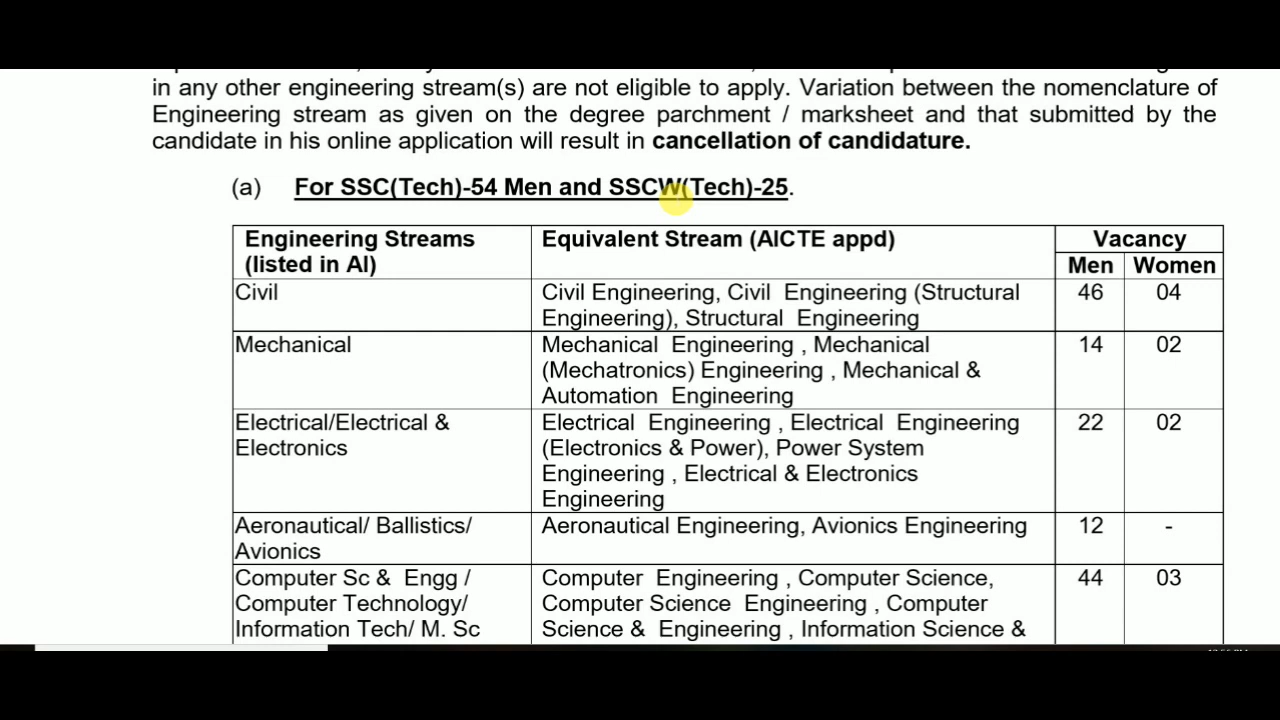 in any other engineering stream(s) are not eligible to apply. Variation between the nomenclature of
Engineering stream as given on the degree parchment / marksheet and that submitted by the
candidate in his online application will result in cancellation of candidature.
(a) For SSC(Tech)-54 Men and SSCW(Tech)-25.
Engineering Streams
(listed in AI)
Equivalent Stream (AICTE appd)
Vacancy
Men Women
Civil
Civil Engineering, Civil Engineering (Structural
Engineering), Structural Engineering
46 04
Mechanical
Mechanical Engineering , Mechanical
(Mechatronics) Engineering , Mechanical &
Automation Engineering
14 02
Electrical/Electrical &
Electronics
Electrical Engineering , Electrical Engineering
(Electronics & Power), Power System
Engineering , Electrical & Electronics
Engineering
22 02
Aeronautical/ Ballistics/
Avionics
Aeronautical Engineering, Avionics Engineering
12 -
Computer Sc & Engg /
Computer Technology/
Information Tech/ M. Sc
Computer Engineering , Computer Science,
Computer Science Engineering , Computer
Science & Engineering , Information Science &
44 03